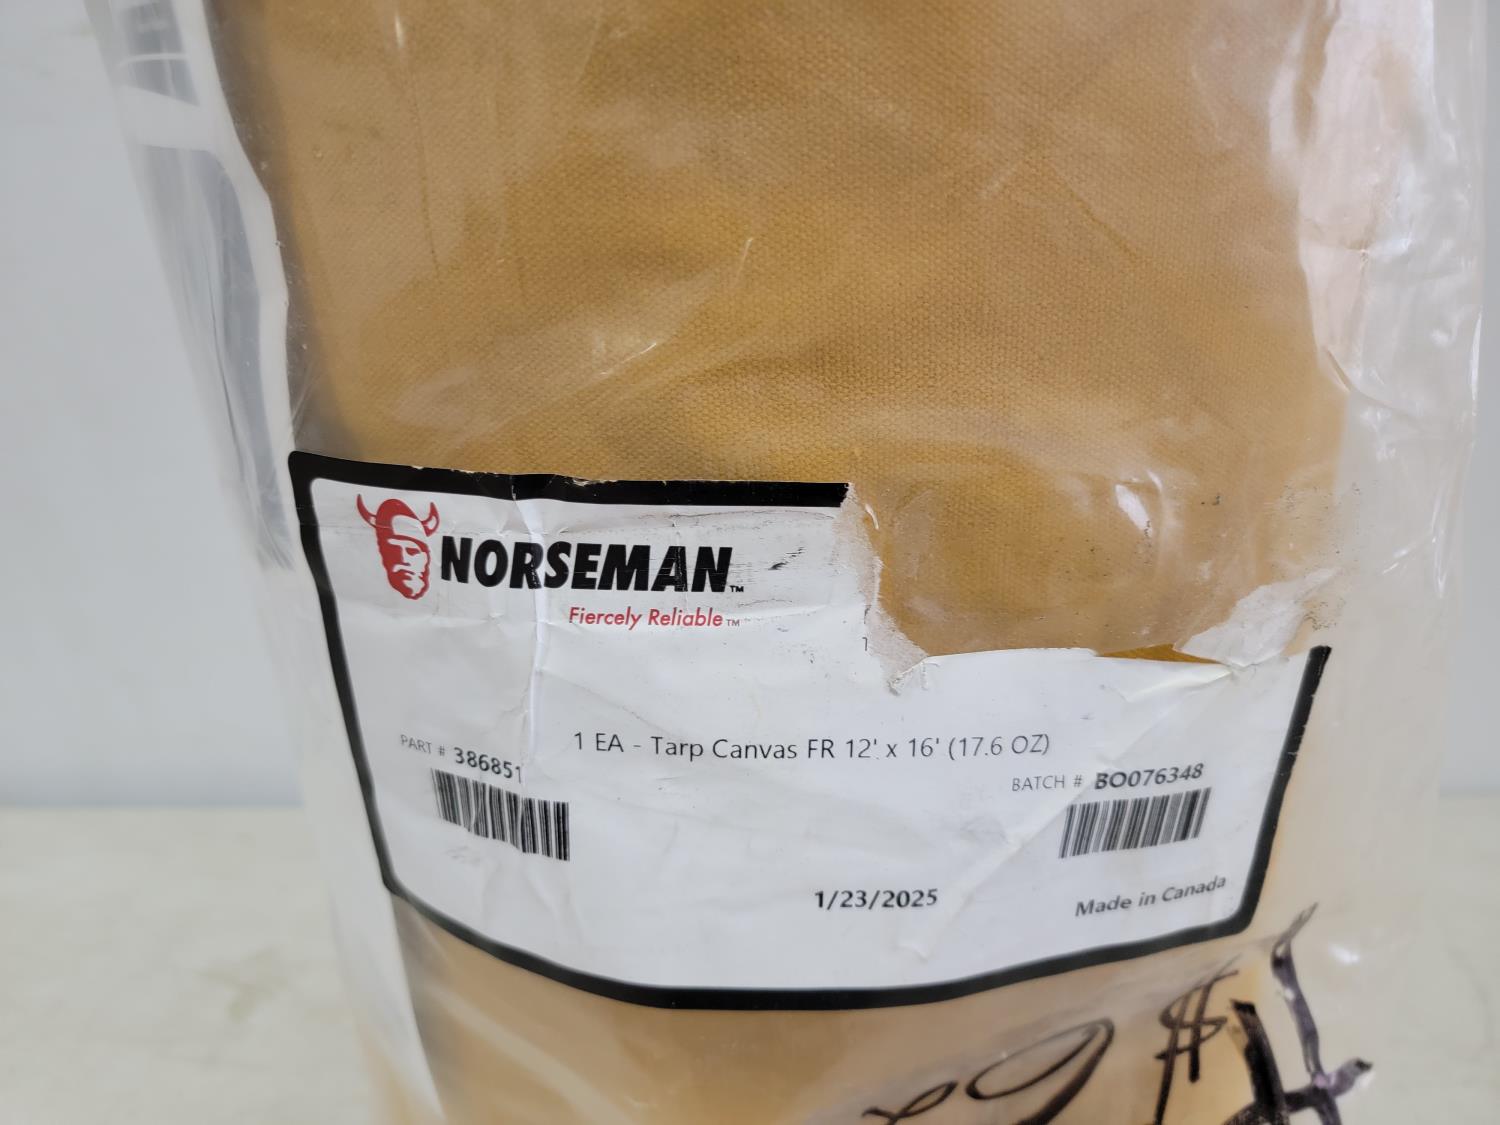 NORSEMAN™
Fiercely Reliable™
1 EA - Tarp Canvas FR 12' x 16' (17.6 OZ)
PART # 386851
BATCH # BO076348
1/23/2025
Made in Canada